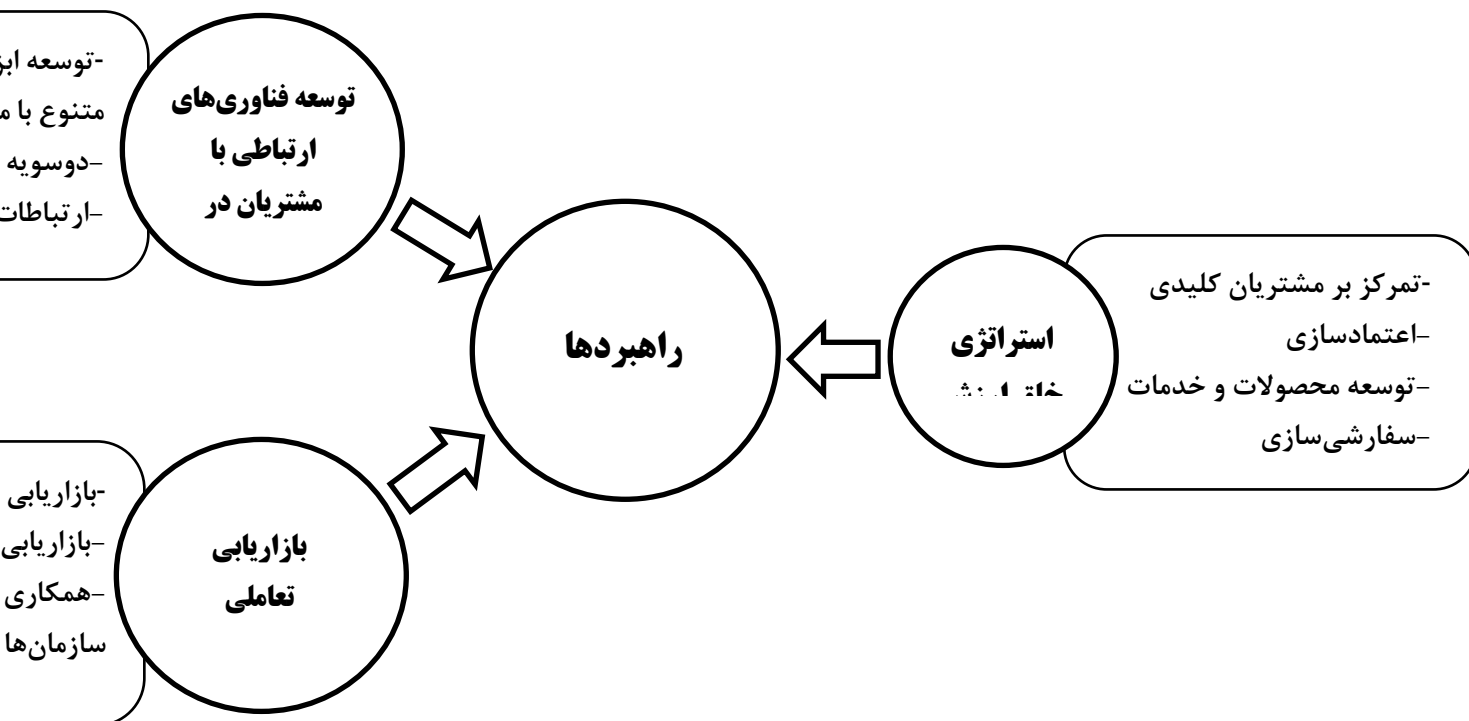 -توسعه
متنوع با
-دوسویه
-ارتباطات
توسعه فناوری‌های
ارتباطی با
مشتریان در
راهبردها
استراتژی
-تمرکز بر مشتریان کلیدی
-اعتمادسازی
-توسعه محصولات و خدمات
-سفارشی‌سازی
-بازاریابی
-بازاریابی
-همکاری
سازمان‌ها
بازاریابی
تعاملی